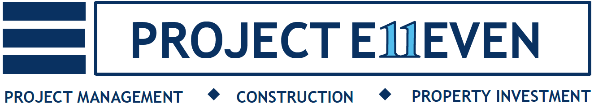 PROJECT E11EVEN
PROJECT MANAGEMENT ◆ CONSTRUCTION ◆ PROPERTY INVESTMENT